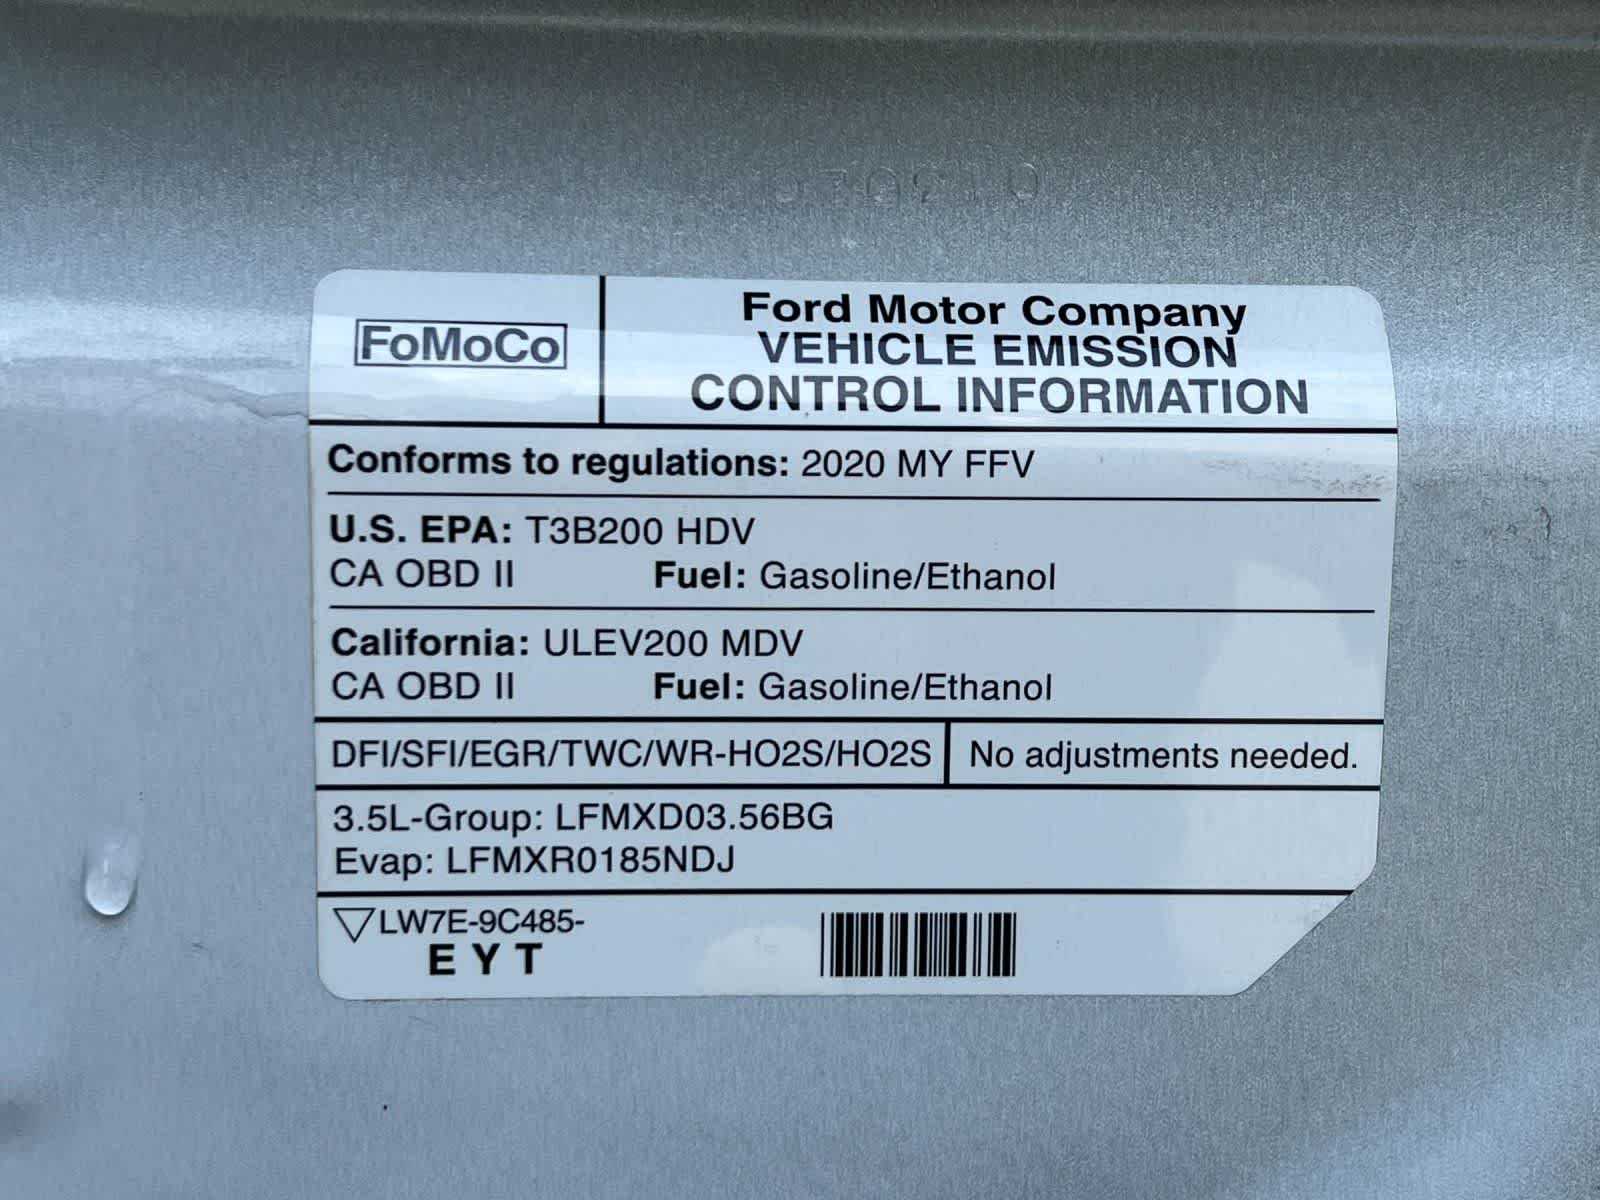 FoMoCo
Ford Motor Company
VEHICLE EMISSION
CONTROL INFORMATION
Conforms to regulations: 2020 MY FFV
U.S. EPA: T3B200 HDV
CA OBD II Fuel: Gasoline/Ethanol
California: ULEV200 MDV
CA OBD II Fuel: Gasoline/Ethanol
DFI/SFI/EGR/TWC/WR-HO2S/HO2S No adjustments needed.
3.5L-Group: LFMXD03.56BG
Evap: LFMXR0185NDJ
LW7E-9C485-
E Y T